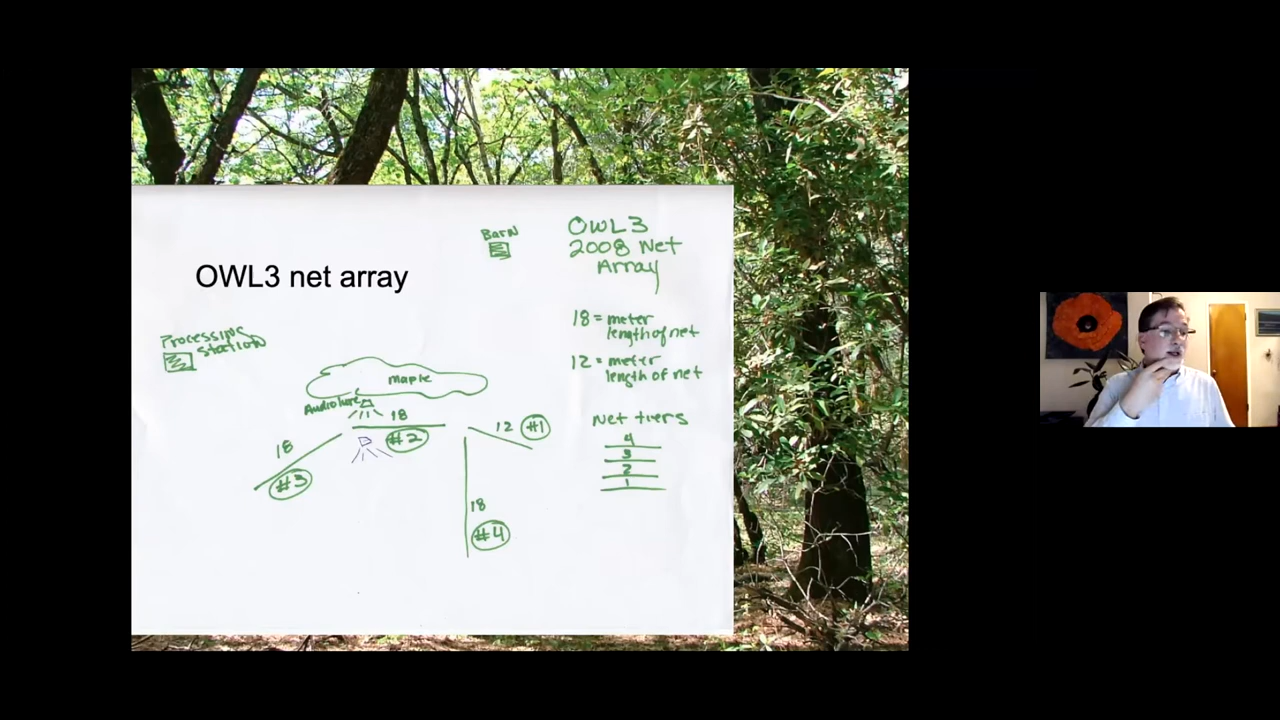 Barn
OWL3
2008 Net
Array
OWL3 net array
18 = meter
length of net
Processing
station
12 = meter
length of net
Maple
Audiolure
18
12 #1
Net tiers
#2
4
18
3
2
#3
1
18
#4